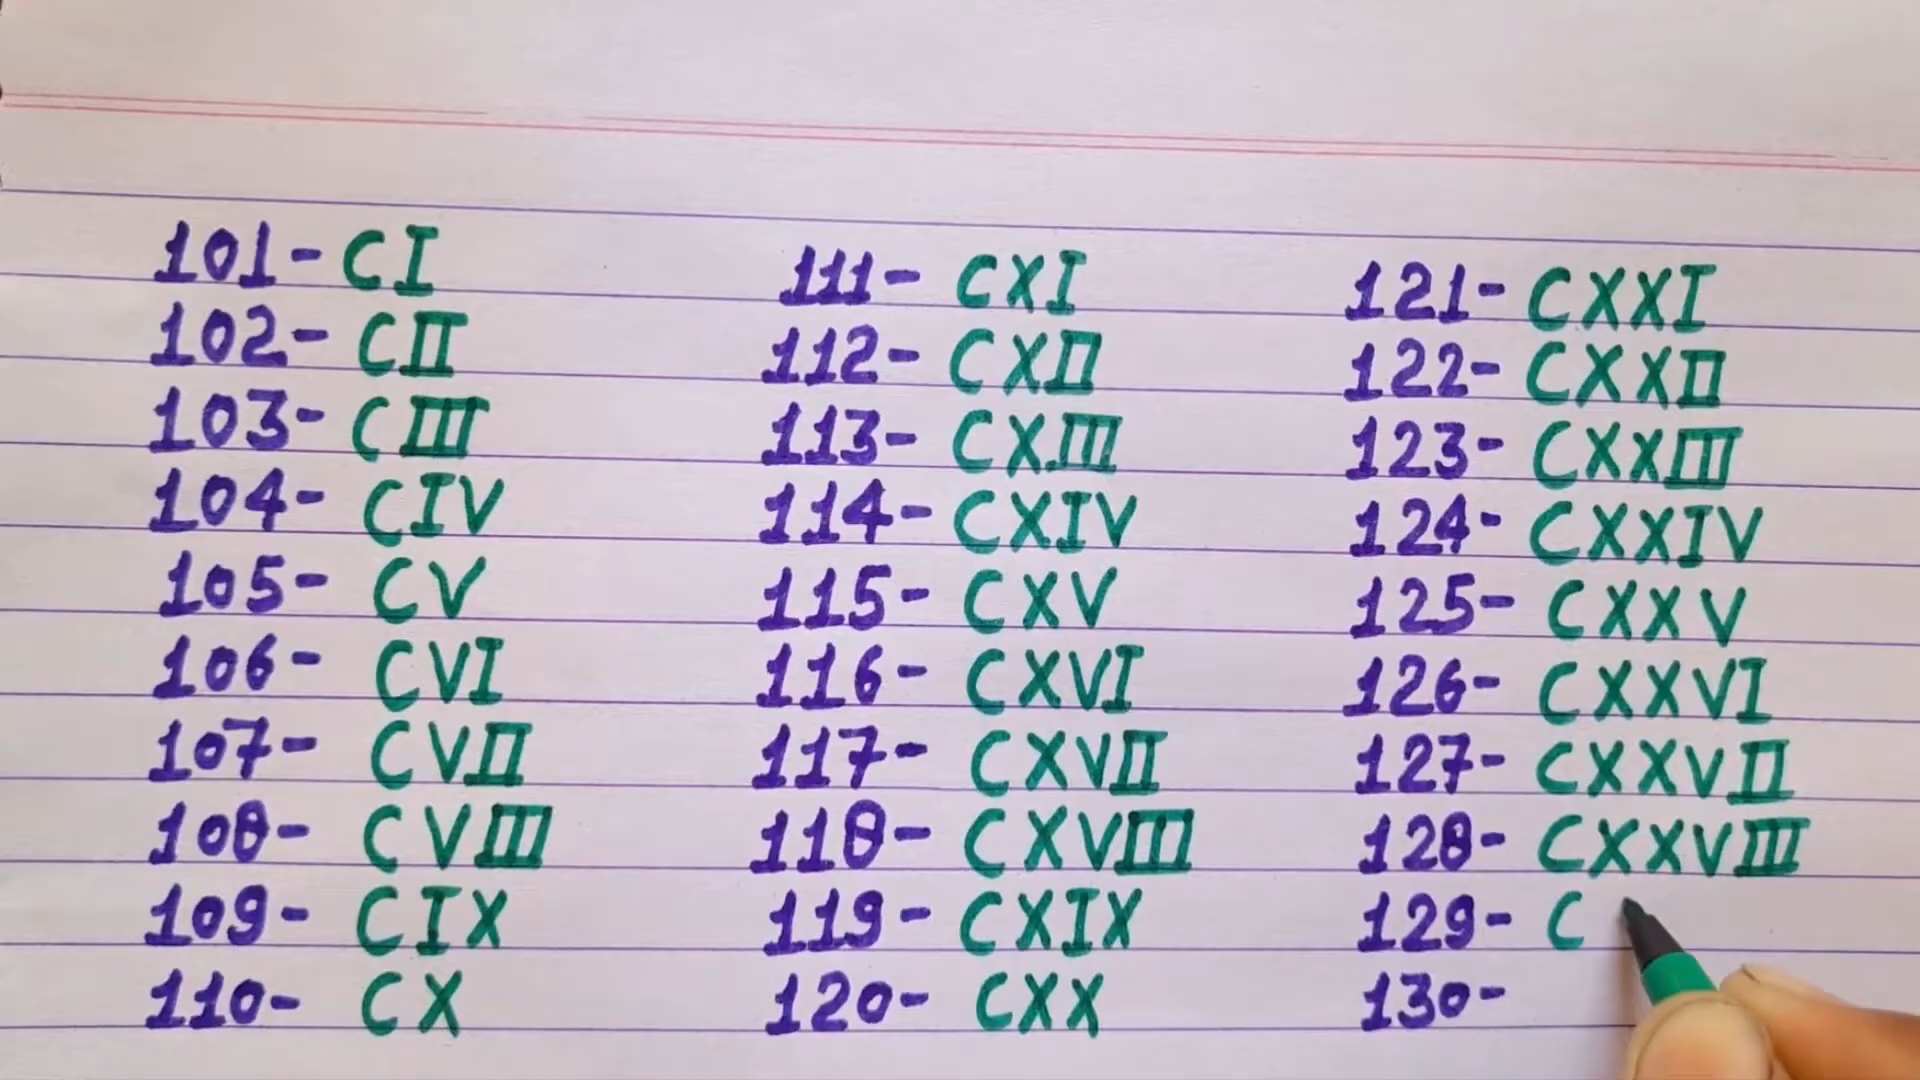 101- CI
102- CII
103- CIII
104- CIV
105- CV
106- CVI
107- CVII
108- CVIII
109- CIX
110- CX
111- CXI
112- CXII
113- CXIII
114- CXIV
115- CXV
116- CXVI
117- CXVII
118- CXVIII
119- CXIX
120- CXX
121- CXXI
122- CXXII
123- CXXIII
124- CXXIV
125- CXXV
126- CXXVI
127- CXXVII
128- CXXVIII
129- C
130-